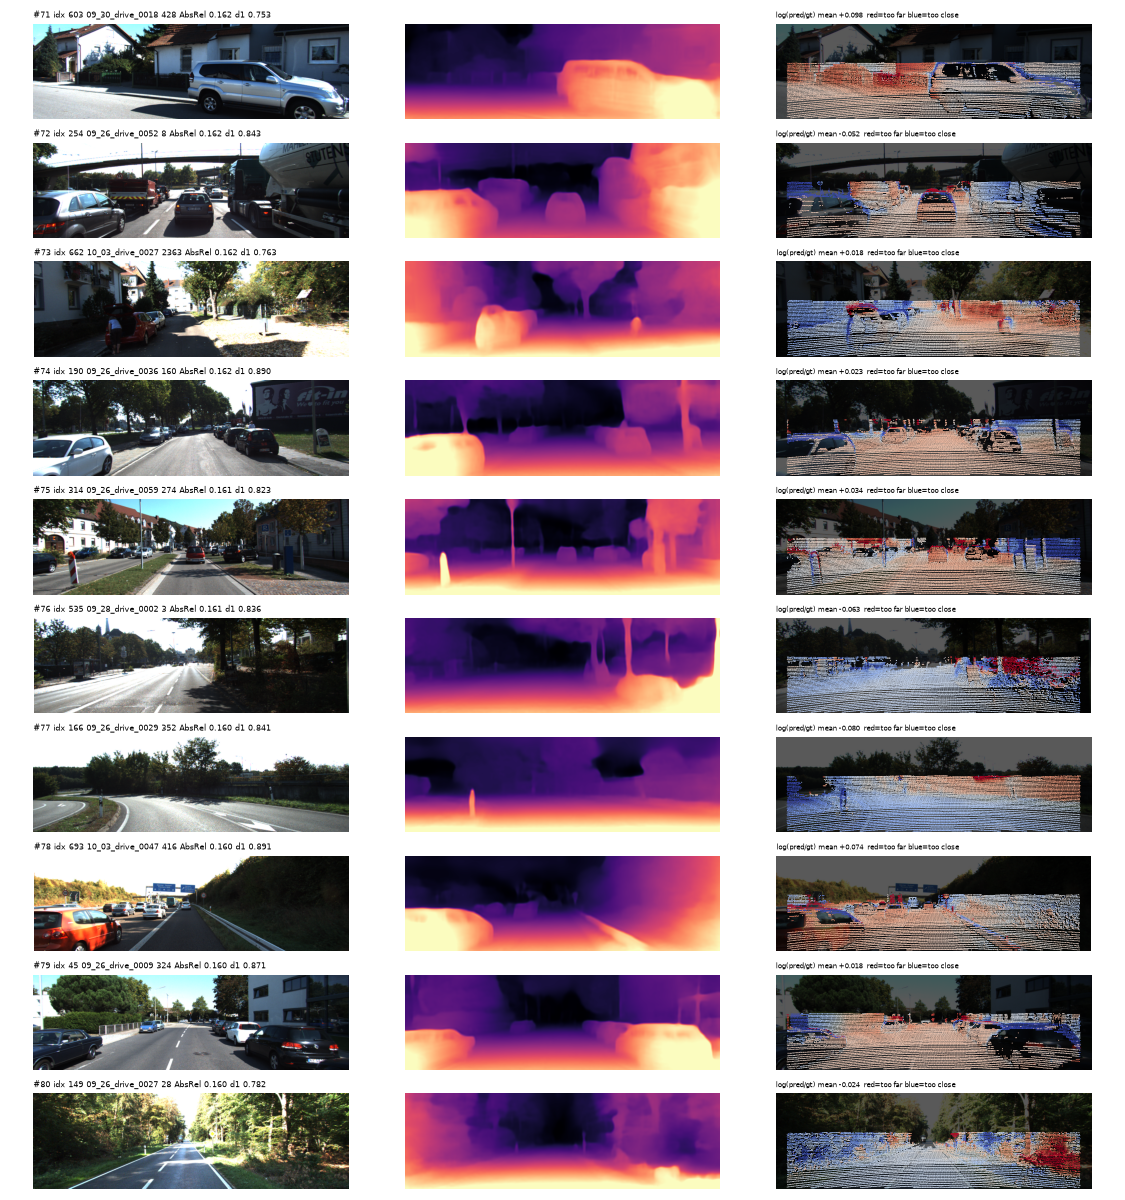 #71 idx 603 09_30_drive_0018 428 AbsRel 0.162 d1 0.753
log(pred/gt) mean +0.098 red=too far blue=too close
#72 idx 254 09_26_drive_0052 8 AbsRel 0.162 d1 0.843
log(pred/gt) mean -0.052 red=too far blue=too close
#73 idx 662 10_03_drive_0027 2363 AbsRel 0.162 d1 0.763
log(pred/gt) mean +0.018 red=too far blue=too close
#74 idx 190 09_26_drive_0036 160 AbsRel 0.162 d1 0.890
log(pred/gt) mean +0.023 red=too far blue=too close
#75 idx 314 09_26_drive_0059 274 AbsRel 0.161 d1 0.823
log(pred/gt) mean +0.034 red=too far blue=too close
#76 idx 535 09_28_drive_0002 3 AbsRel 0.161 d1 0.836
log(pred/gt) mean -0.063 red=too far blue=too close
#77 idx 166 09_26_drive_0029 352 AbsRel 0.160 d1 0.841
log(pred/gt) mean -0.080 red=too far blue=too close
#78 idx 693 10_03_drive_0047 416 AbsRel 0.160 d1 0.891
log(pred/gt) mean +0.074 red=too far blue=too close
#79 idx 45 09_26_drive_0009 324 AbsRel 0.160 d1 0.871
log(pred/gt) mean +0.018 red=too far blue=too close
#80 idx 149 09_26_drive_0027 28 AbsRel 0.160 d1 0.782
log(pred/gt) mean -0.024 red=too far blue=too close